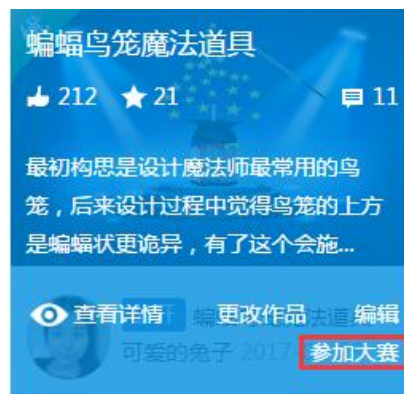 蝙蝠鸟笼魔法道具
212 21 11
最初构思是设计魔法师最常用的鸟
笼，后来设计过程中觉得鸟笼的上方
是蝙蝠状更诡异，有了这个会施...
查看详情 更改作品 编辑
可爱的兔子 2017 参加大赛